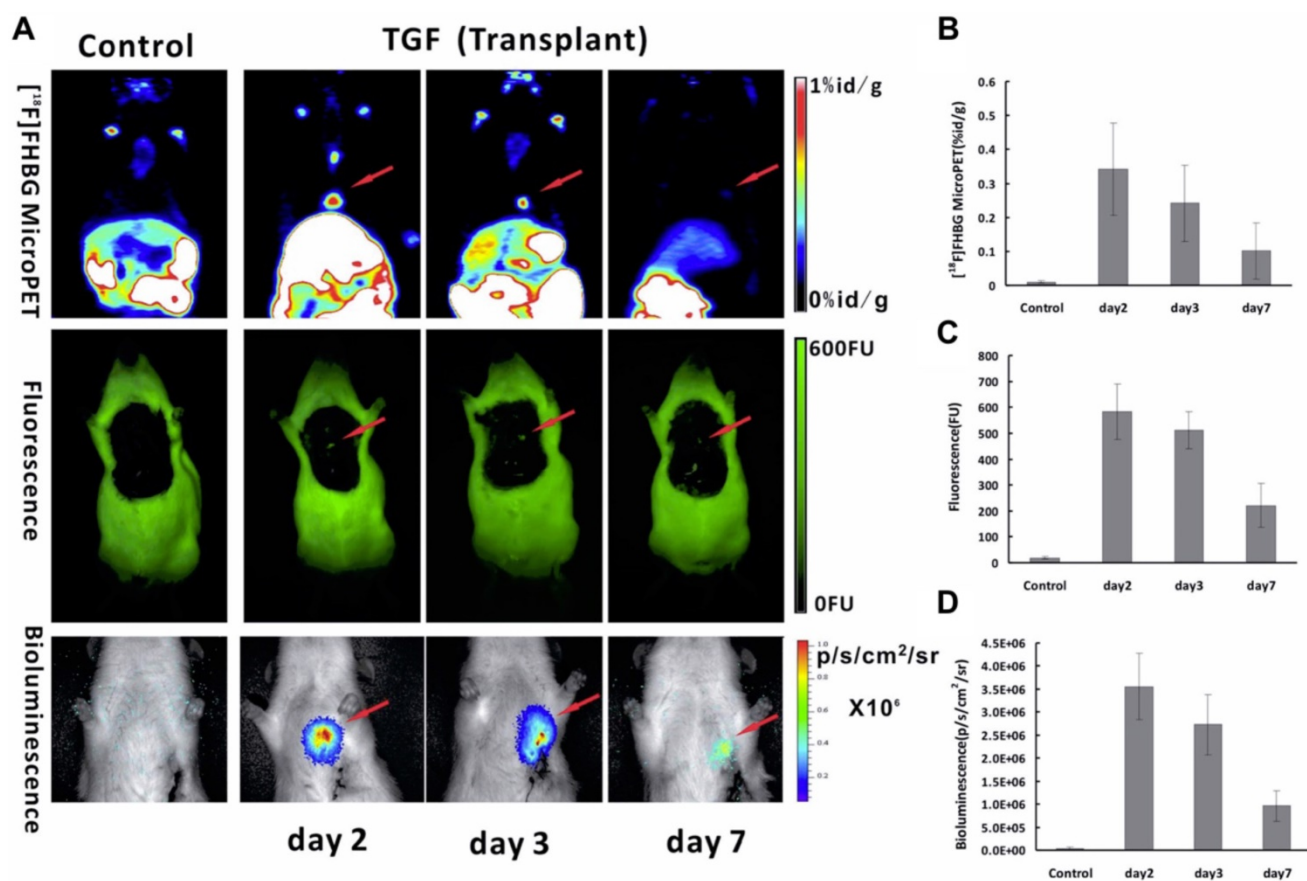 A
Control
TGF (Transplant)
[¹⁸F]FHBG MicroPET
1%id/g
0%id/g
Fluorescence
600FU
0FU
Bioluminescence
1.0
0.8
0.6
0.4
0.2
p/s/cm²/sr
X10⁶
day 2
day 3
day 7
B
[¹⁸F]FHBG MicroPET(%id/g)
0.6
0.5
0.4
0.3
0.2
0.1
0
Control day2 day3 day7
C
Fluorescence(FU)
800
700
600
500
400
300
200
100
0
Control day2 day3 day7
D
Bioluminescence(p/s/cm²/sr)
4.5E+06
4.0E+06
3.5E+06
3.0E+06
2.5E+06
2.0E+06
1.5E+06
1.0E+06
5.0E+05
0.0E+00
Control day2 day3 day7